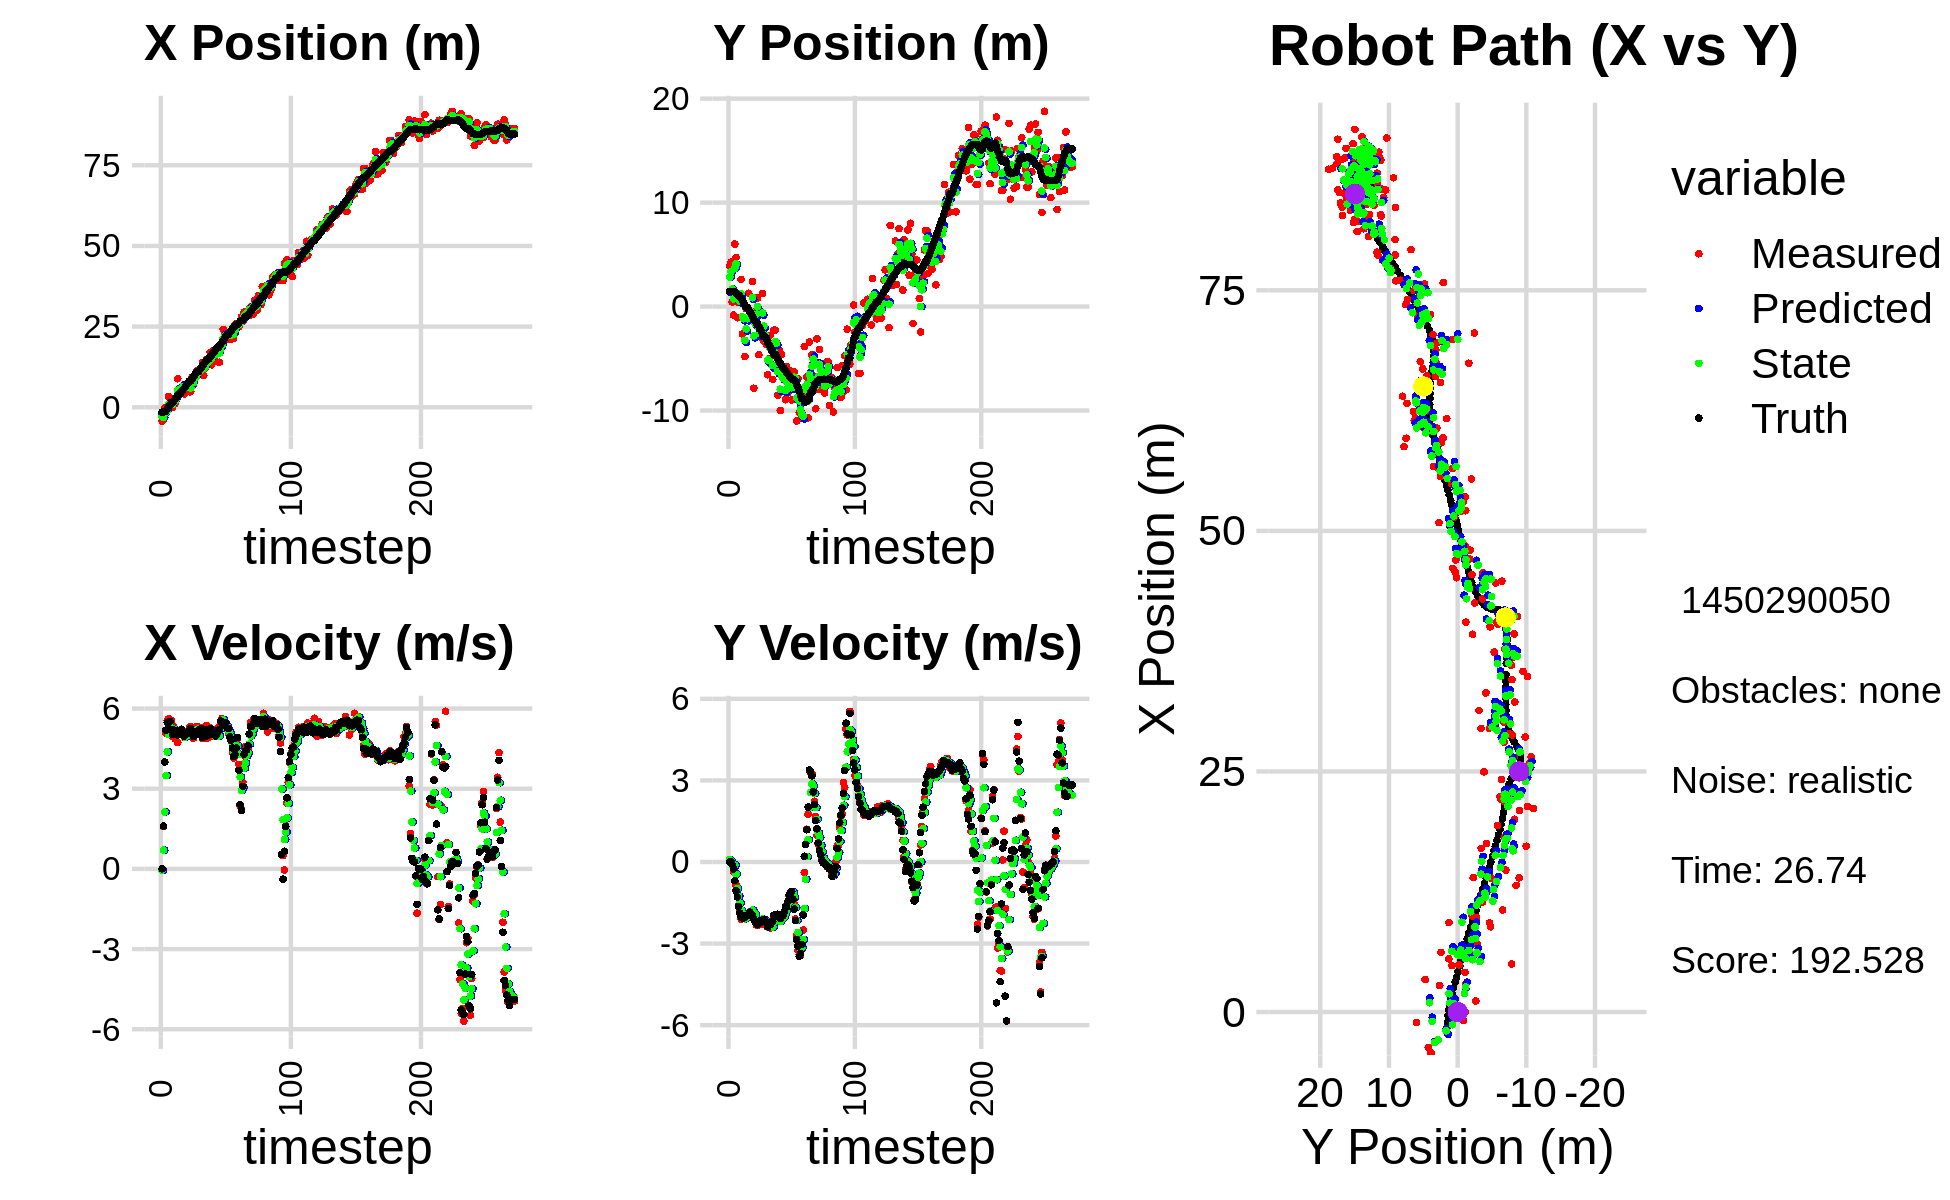 X Position (m)
75
50
25
0
0
100
200
timestep
Y Position (m)
20
10
0
-10
0
100
200
timestep
X Velocity (m/s)
6
3
0
-3
-6
0
100
200
timestep
Y Velocity (m/s)
6
3
0
-3
-6
0
100
200
timestep
Robot Path (X vs Y)
X Position (m)
75
50
25
0
20 10 0 -10 -20
Y Position (m)
variable
Measured
Predicted
State
Truth
1450290050
Obstacles: none
Noise: realistic
Time: 26.74
Score: 192.528